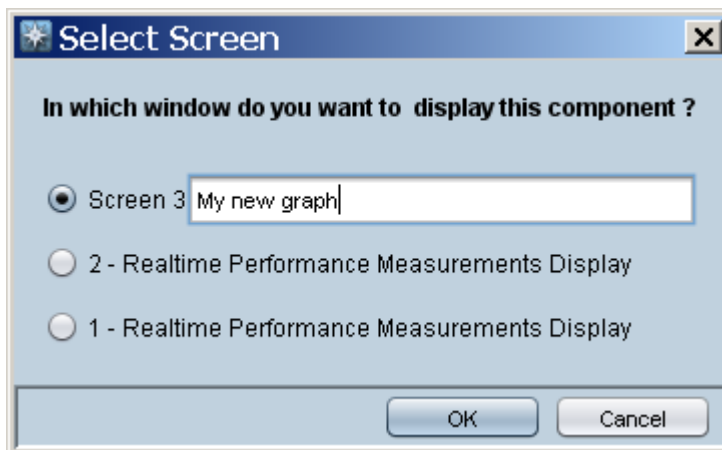 Select Screen
In which window do you want to display this component ?
Screen 3 My new graph
2 - Realtime Performance Measurements Display
1 - Realtime Performance Measurements Display
OK Cancel